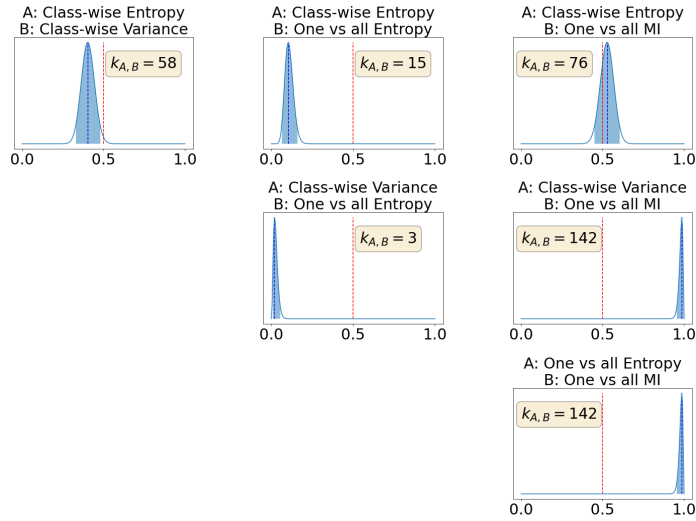 A: Class-wise Entropy
B: Class-wise Variance
k_{A, B} = 58
0.0 0.5 1.0
A: Class-wise Entropy
B: One vs all Entropy
k_{A, B} = 15
0.0 0.5 1.0
A: Class-wise Entropy
B: One vs all MI
k_{A, B} = 76
0.0 0.5 1.0
A: Class-wise Variance
B: One vs all Entropy
k_{A, B} = 3
0.0 0.5 1.0
A: Class-wise Variance
B: One vs all MI
k_{A, B} = 142
0.0 0.5 1.0
A: One vs all Entropy
B: One vs all MI
k_{A, B} = 142
0.0 0.5 1.0